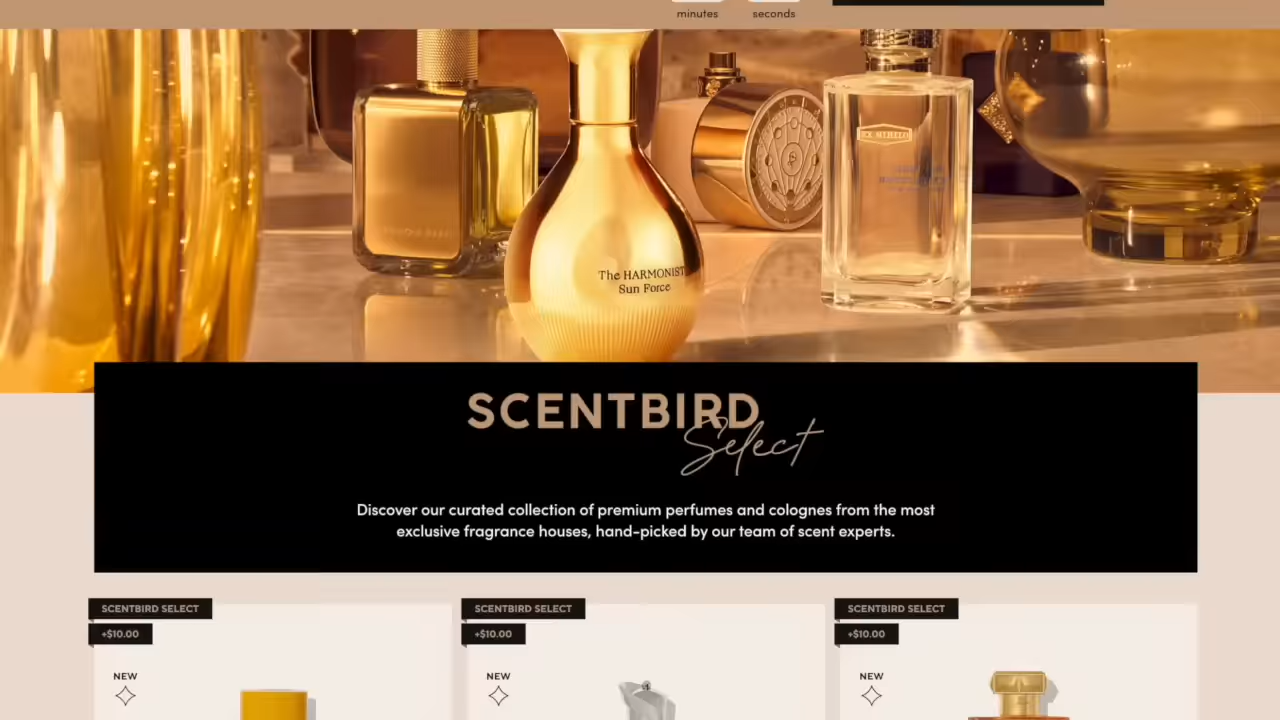 minutes
seconds
The HARMONIST
Sun Force
EX NIHILO
SCENTBIRD
Select
Discover our curated collection of premium perfumes and colognes from the most
exclusive fragrance houses, hand-picked by our team of scent experts.
SCENTBIRD SELECT
+$10.00
NEW
SCENTBIRD SELECT
+$10.00
NEW
SCENTBIRD SELECT
+$10.00
NEW